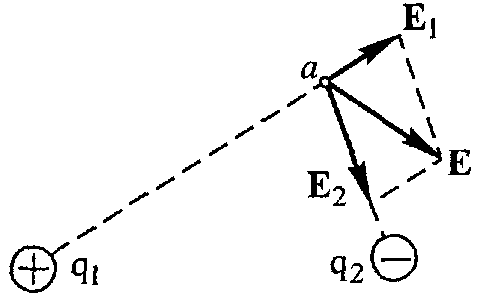 E₁
a
E
E₂
+ q₁
q₂ −